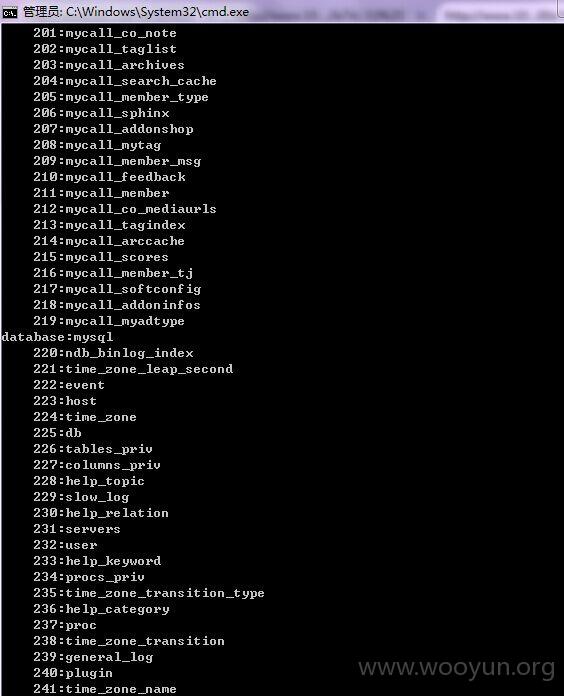 管理员: C:\Windows\System32\cmd.exe
201:mycall_co_note
202:mycall_taglist
203:mycall_archives
204:mycall_search_cache
205:mycall_member_type
206:mycall_sphinx
207:mycall_addonshop
208:mycall_mytag
209:mycall_member_msg
210:mycall_feedback
211:mycall_member
212:mycall_co_mediaurls
213:mycall_tagindex
214:mycall_arccache
215:mycall_scores
216:mycall_member_tj
217:mycall_softconfig
218:mycall_addoninfos
219:mycall_myadtype
database:mysql
220:ndb_binlog_index
221:time_zone_leap_second
222:event
223:host
224:time_zone
225:db
226:tables_priv
227:columns_priv
228:help_topic
229:slow_log
230:help_relation
231:servers
232:user
233:help_keyword
234:procs_priv
235:time_zone_transition_type
236:help_category
237:proc
238:time_zone_transition
239:general_log
240:plugin
241:time_zone_name
www.wooyun.org